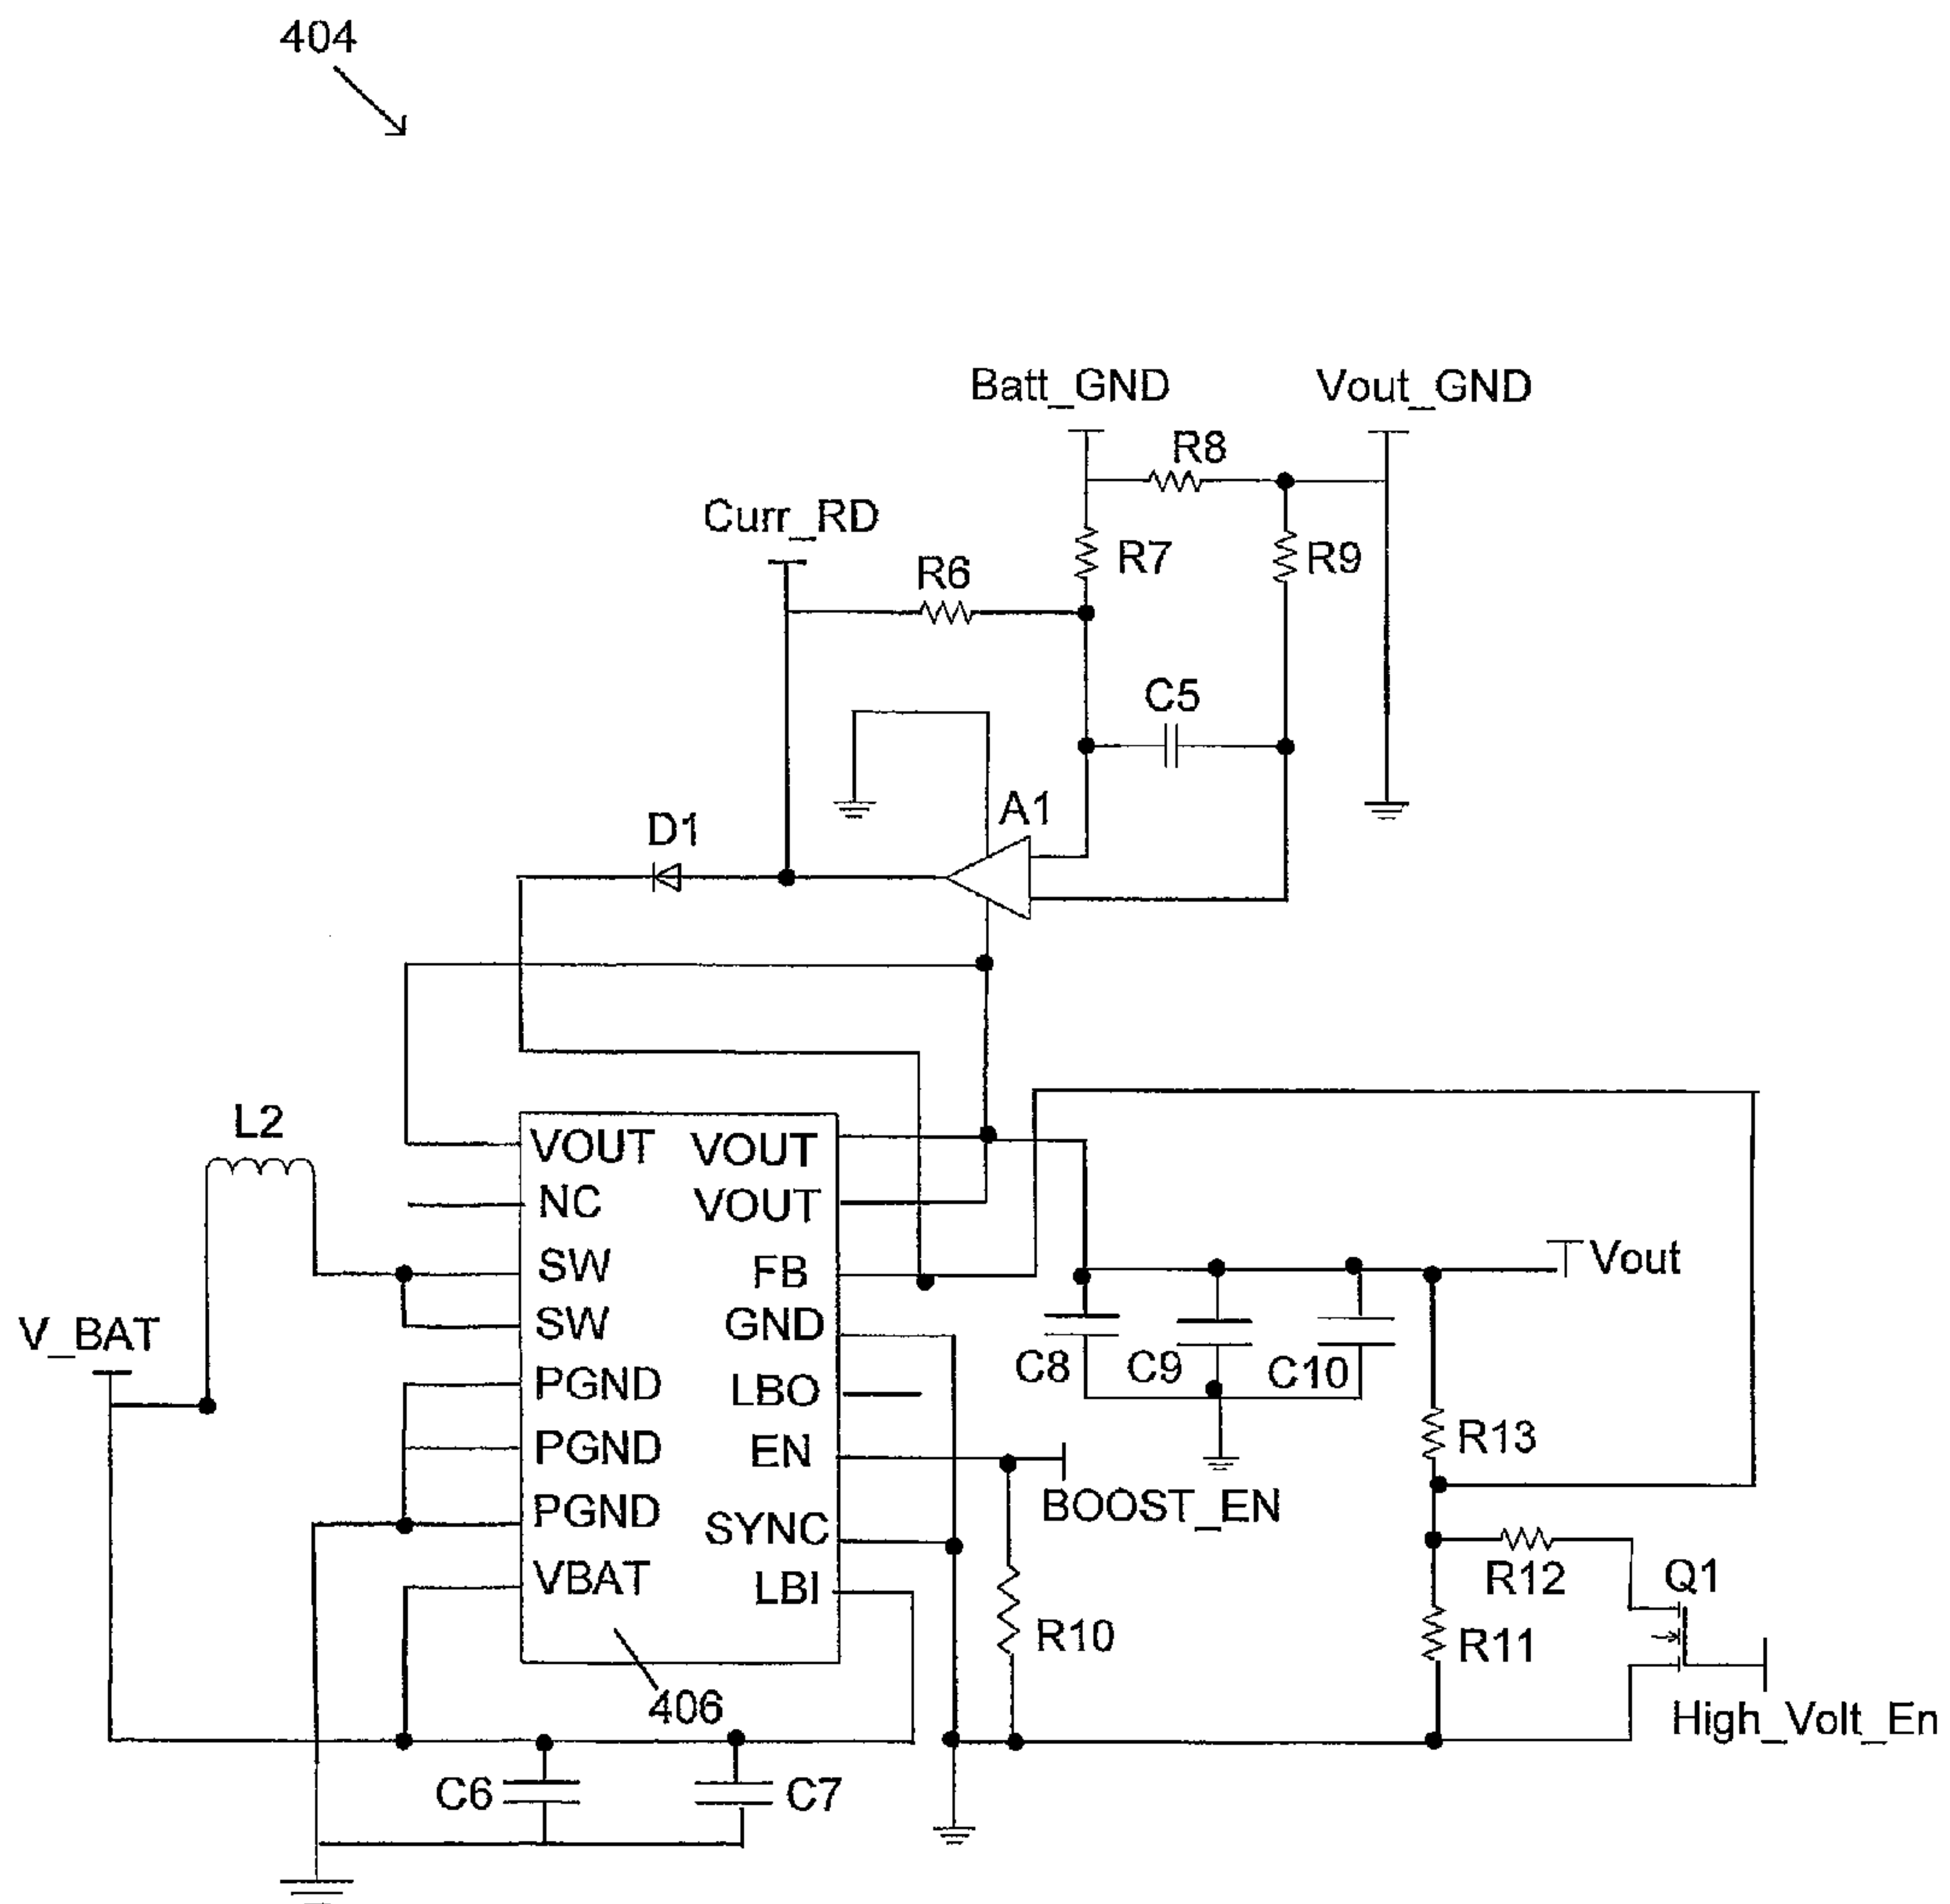 404
Batt_GND
Vout_GND
R8
Curr_RD
R6
R7
R9
C5
A1
D1
L2
VOUT
VOUT
NC
VOUT
SW
FB
SW
GND
Vout
V_BAT
PGND
LBO
C8
C9
C10
PGND
EN
R13
PGND
SYNC
BOOST_EN
VBAT
LBI
R12
Q1
R10
R11
406
High_Volt_En
C6
C7